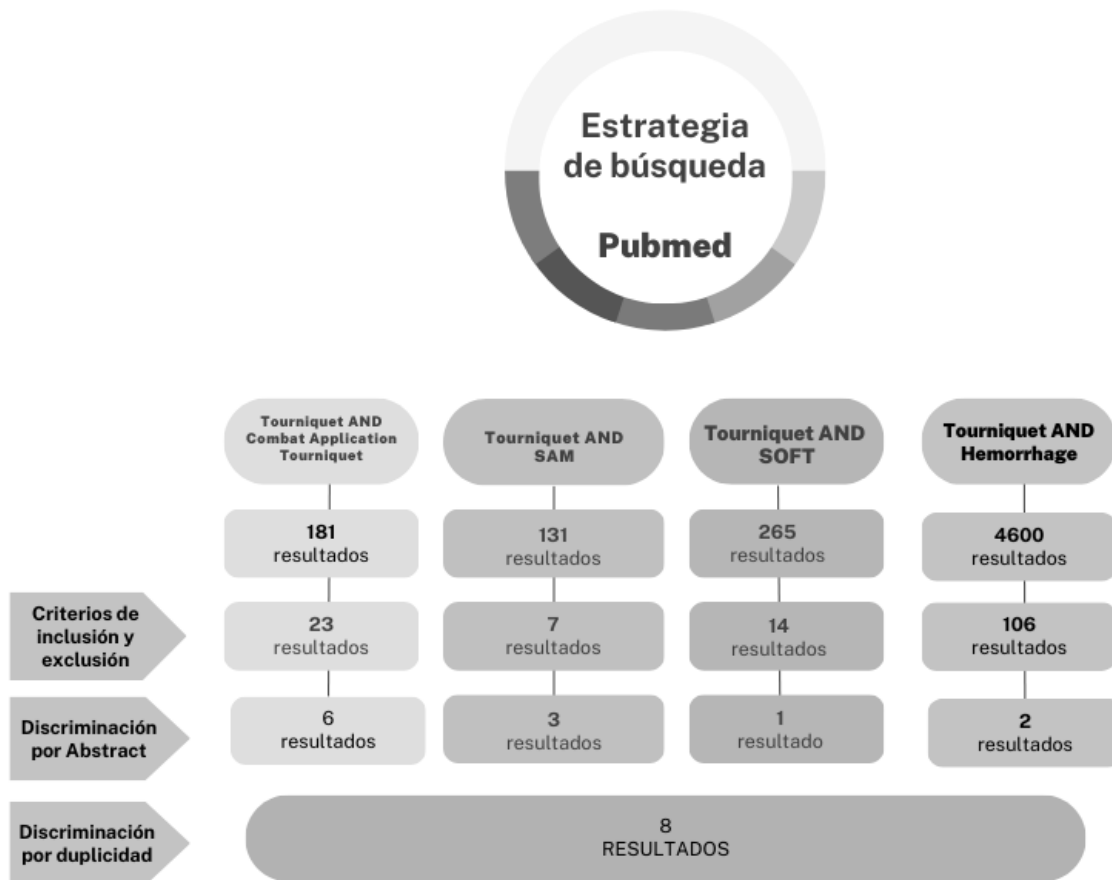 Estrategia
de búsqueda
Pubmed
Tourniquet AND
Combat Application
Tourniquet
Tourniquet AND
SAM
Tourniquet AND
SOFT
Tourniquet AND
Hemorrhage
181
resultados
131
resultados
265
resultados
4600
resultados
Criterios de
inclusión y
exclusión
23
resultados
7
resultados
14
resultados
106
resultados
Discriminación
por Abstract
6
resultados
3
resultados
1
resultado
2
resultados
Discriminación
por duplicidad
8
RESULTADOS